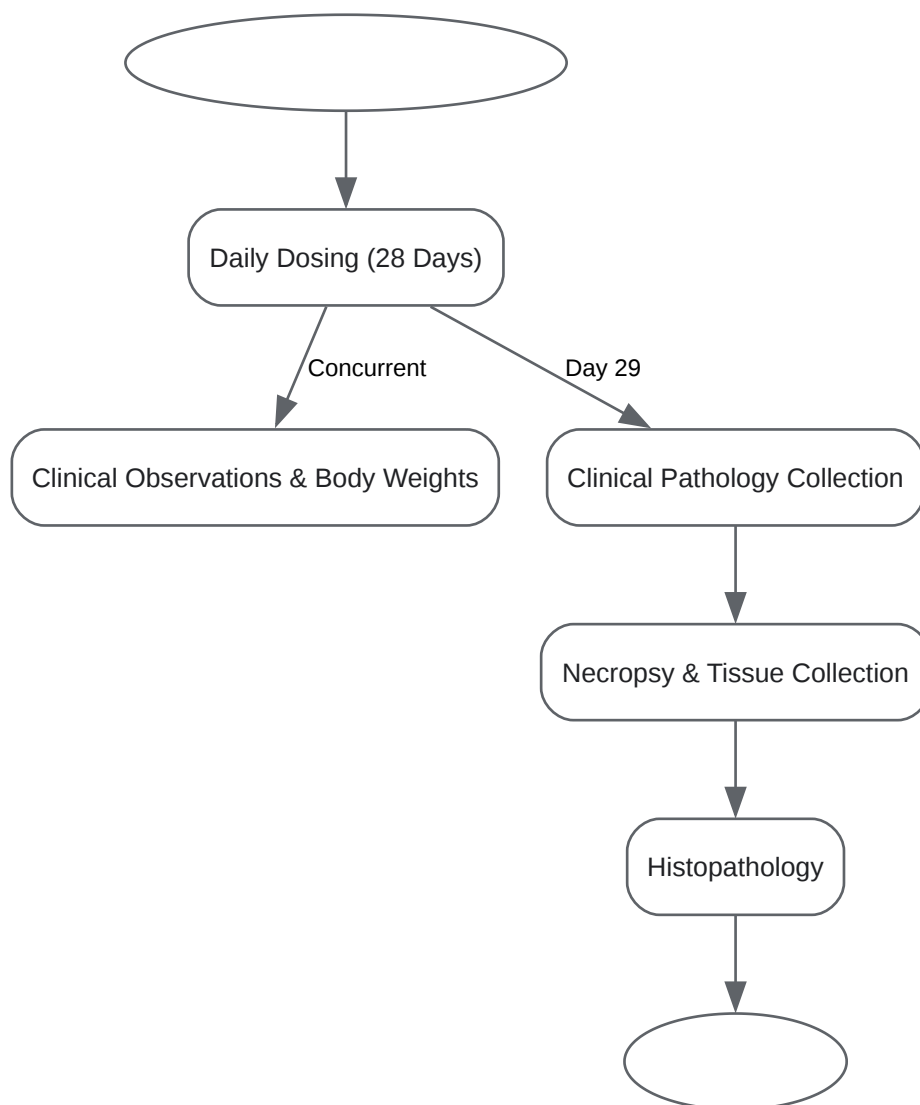 Daily Dosing (28 Days)
Concurrent
Day 29
Clinical Observations & Body Weights
Clinical Pathology Collection
Necropsy & Tissue Collection
Histopathology